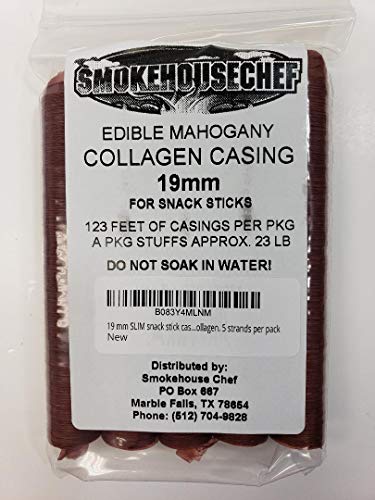 SMOKEHOUSECHEF
EDIBLE MAHOGANY
COLLAGEN CASING
19mm
FOR SNACK STICKS
123 FEET OF CASINGS PER PKG
A PKG STUFFS APPROX. 23 LB
DO NOT SOAK IN WATER!
B083Y4MLNM
19 mm SLIM snack stick cas...ollagen. 5 strands per pack
New
Distributed by:
Smokehouse Chef
PO Box 667
Marble Falls, TX 78654
Phone: (512) 704-9828